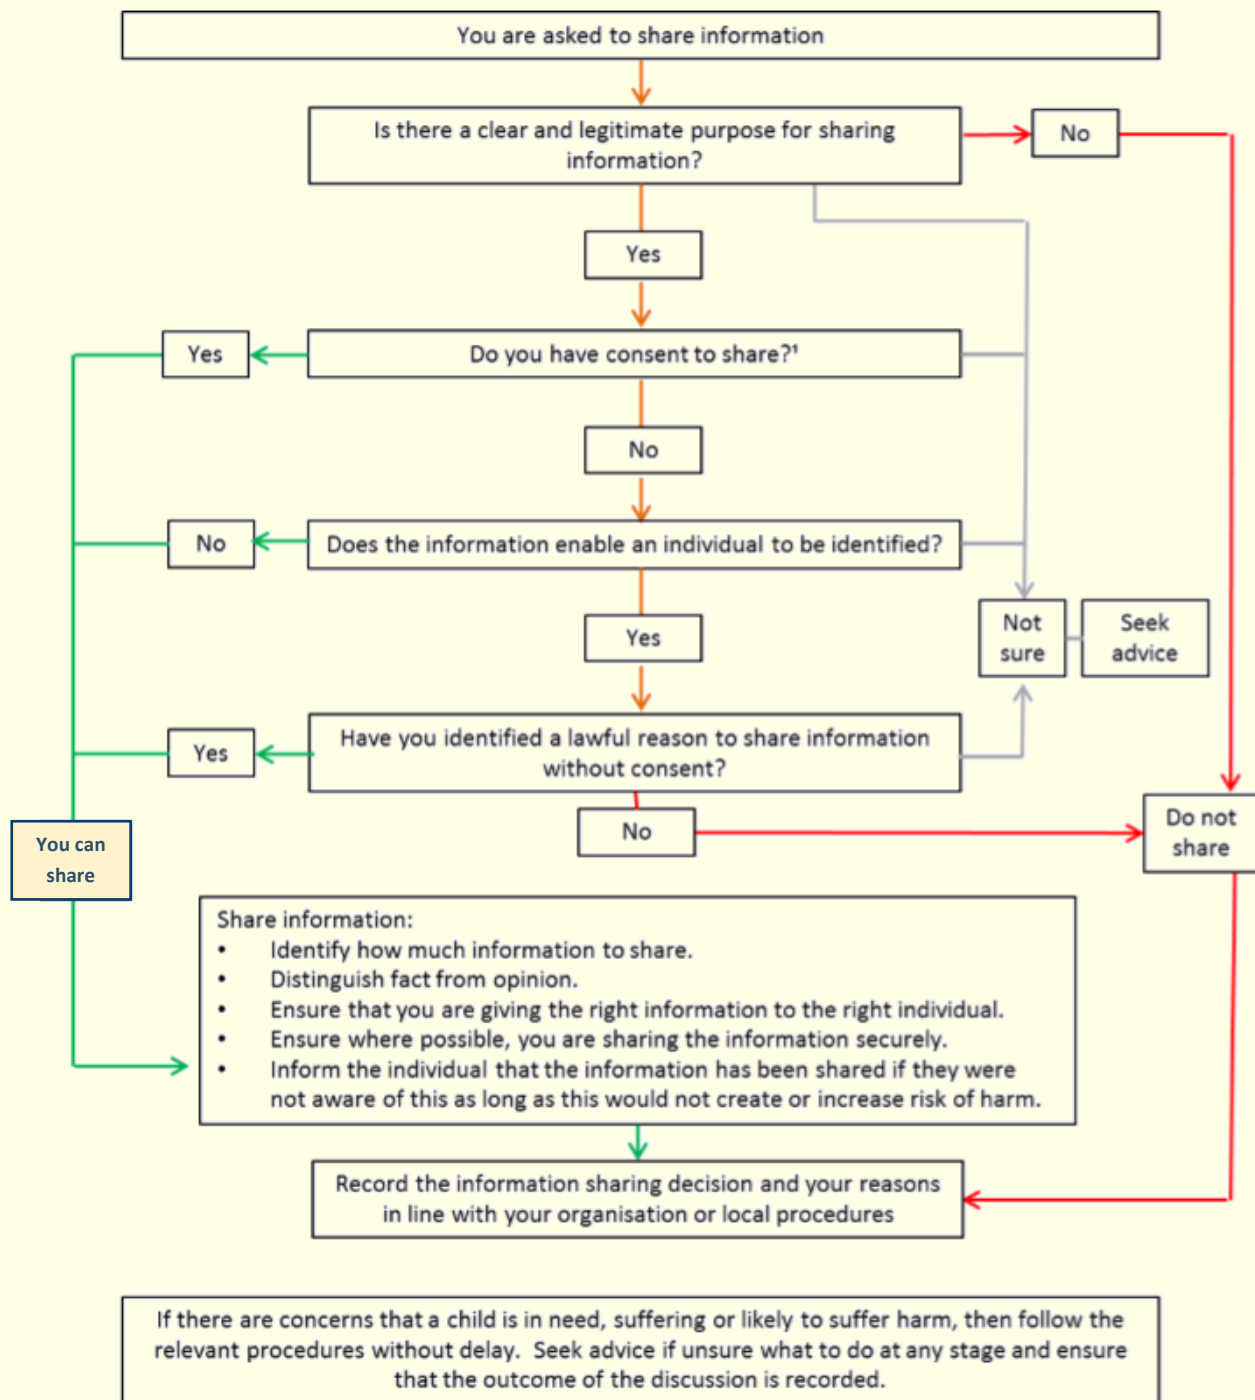 You are asked to share information
Is there a clear and legitimate purpose for sharing
information?
No
Yes
Yes
Do you have consent to share?¹
No
No
Does the information enable an individual to be identified?
Yes
Not
sure
Seek
advice
Yes
Have you identified a lawful reason to share information
without consent?
No
Do not
share
You can
share
Share information:
• Identify how much information to share.
• Distinguish fact from opinion.
• Ensure that you are giving the right information to the right individual.
• Ensure where possible, you are sharing the information securely.
• Inform the individual that the information has been shared if they were
not aware of this as long as this would not create or increase risk of harm.
Record the information sharing decision and your reasons
in line with your organisation or local procedures
If there are concerns that a child is in need, suffering or likely to suffer harm, then follow the
relevant procedures without delay. Seek advice if unsure what to do at any stage and ensure
that the outcome of the discussion is recorded.